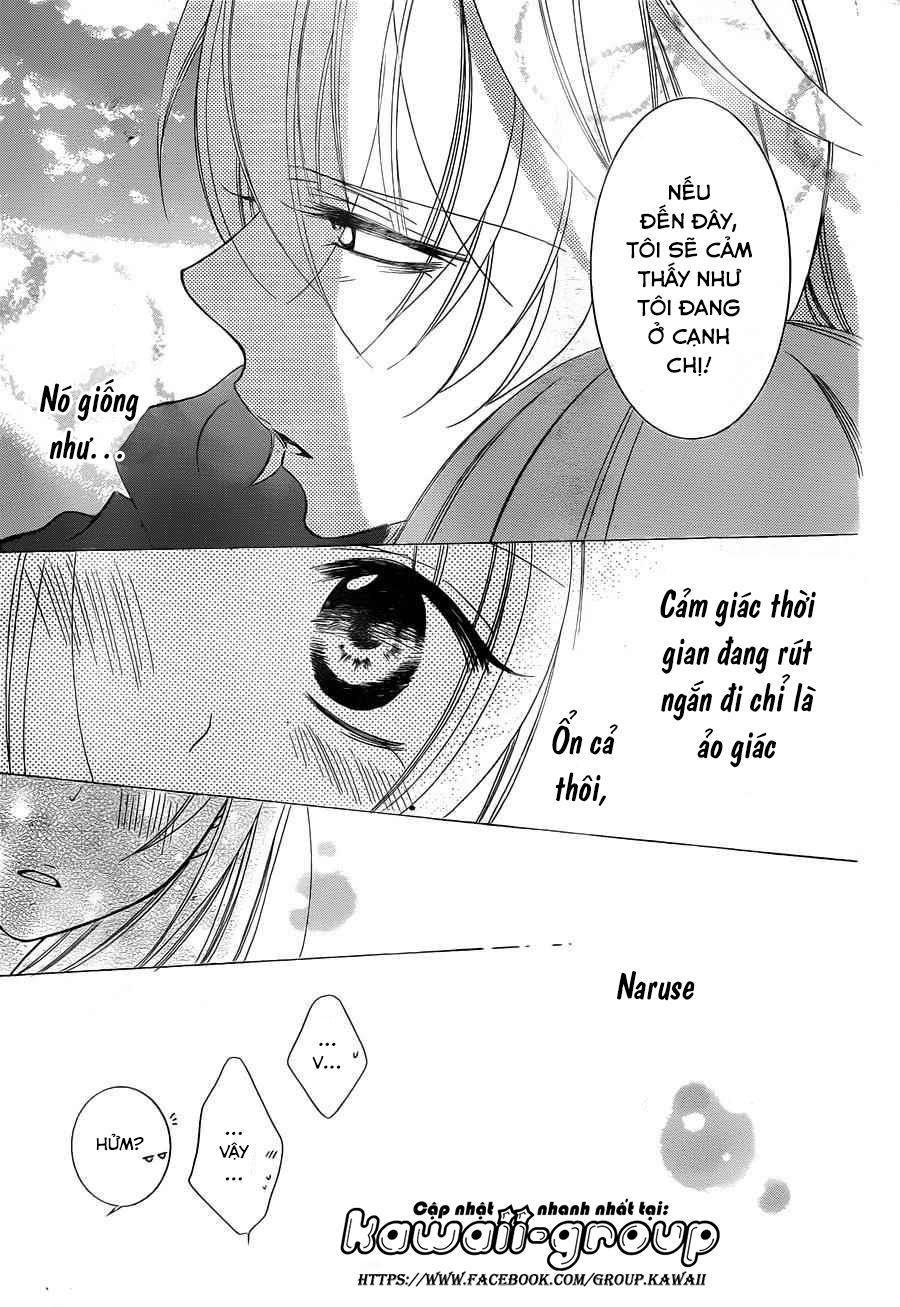 NẾU
ĐẾN ĐÂY,
TÔI SẼ CẢM
THẤY NHƯ
TÔI ĐANG
Ở CẠNH
CHỊ!
Nó giống
như...
Cảm giác thời
gian đang rút
ngắn đi chỉ là
ảo giác
Ổn cả
thôi,
Naruse
...
V...
...
VẬY
...
HỬM?
Cập nhật nhanh nhất tại:
kawaii-group
HTTPS://WWW.FACEBOOK.COM/GROUP.KAWAII